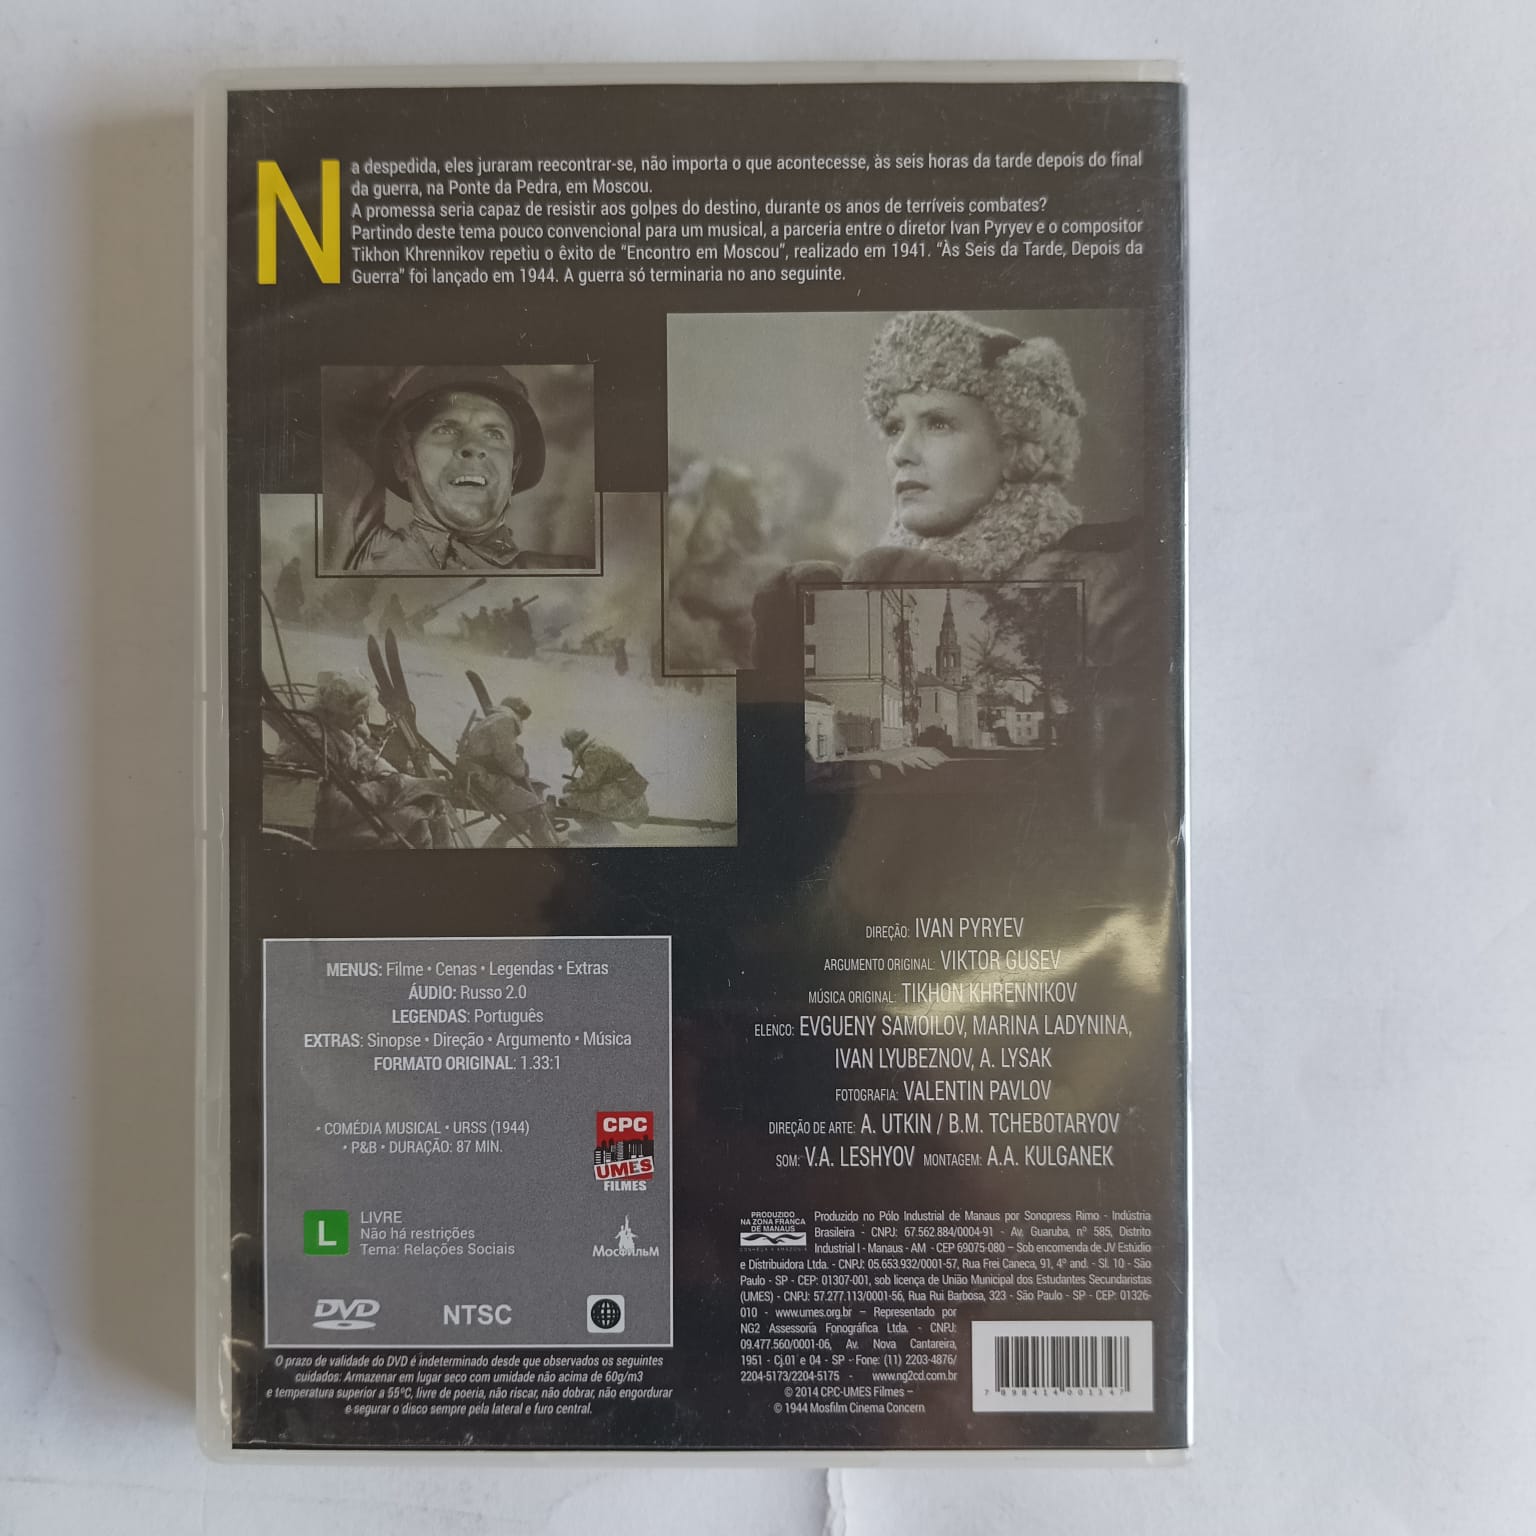 Na despedida, eles juraram reecontrar-se, não importa o que acontecesse, às seis horas da tarde depois do final
da guerra, na Ponte da Pedra, em Moscou.
A promessa seria capaz de resistir aos golpes do destino, durante os anos de terríveis combates?
Partindo deste tema pouco convencional para um musical, a parceria entre o diretor Ivan Pyryev e o compositor
Tikhon Khrennikov repetiu o êxito de “Encontro em Moscou”, realizado em 1941. “Às Seis da Tarde, Depois da
Guerra” foi lançado em 1944. A guerra só terminaria no ano seguinte.
MENUS: Filme • Cenas • Legendas • Extras
ÁUDIO: Russo 2.0
LEGENDAS: Português
EXTRAS: Sinopse • Direção • Argumento • Música
FORMATO ORIGINAL: 1.33:1
• COMÉDIA MUSICAL • URSS (1944)
• P&B • DURAÇÃO: 87 MIN.
CPC
UMES
FILMES
L
LIVRE
Não há restrições
Tema: Relações Sociais
МОСФИЛЬМ
DVD
NTSC
O prazo de validade do DVD é indeterminado desde que observados os seguintes
cuidados: Armazenar em lugar seco com umidade não acima de 60g/m3
e temperatura superior a 55ºC, livre de poeria, não riscar, não dobrar, não engordurar
e segurar o disco sempre pela lateral e furo central.
DIREÇÃO: IVAN PYRYEV
ARGUMENTO ORIGINAL: VIKTOR GUSEV
MÚSICA ORIGINAL: TIKHON KHRENNIKOV
ELENCO: EVGUENY SAMOILOV, MARINA LADYNINA,
IVAN LYUBEZNOV, A. LYSAK
FOTOGRAFIA: VALENTIN PAVLOV
DIREÇÃO DE ARTE: A. UTKIN / B.M. TCHEBOTARYOV
SOM: V.A. LESHYOV MONTAGEM: A.A. KULGANEK
PRODUZIDO
NA ZONA FRANCA
DE MANAUS
CONHEÇA A AMAZÔNIA
Produzido no Pólo Industrial de Manaus por Sonopress Rimo - Indústria
Brasileira - CNPJ: 67.562.884/0004-91 - Av. Guaruba, nº 585, Distrito
Industrial I - Manaus - AM - CEP 69075-080 – Sob encomenda de JV Estúdio
e Distribuidora Ltda. - CNPJ: 05.653.932/0001-57, Rua Frei Caneca, 91, 4º and. - Sl. 10 - São
Paulo - SP - CEP: 01307-001, sob licença de União Municipal dos Estudantes Secundaristas
(UMES) - CNPJ: 57.277.113/0001-56, Rua Rui Barbosa, 323 - São Paulo - SP - CEP: 01326-
010 - www.umes.org.br – Representado por
NG2 Assessoria Fonográfica Ltda. - CNPJ:
09.477.560/0001-06, Av. Nova Cantareira,
1951 - Cj.01 e 04 - SP - Fone: (11) 2203-4876/
2204-5173/2204-5175 - www.ng2cd.com.br
© 2014 CPC-UMES Filmes –
© 1944 Mosfilm Cinema Concern
7 898414 001347